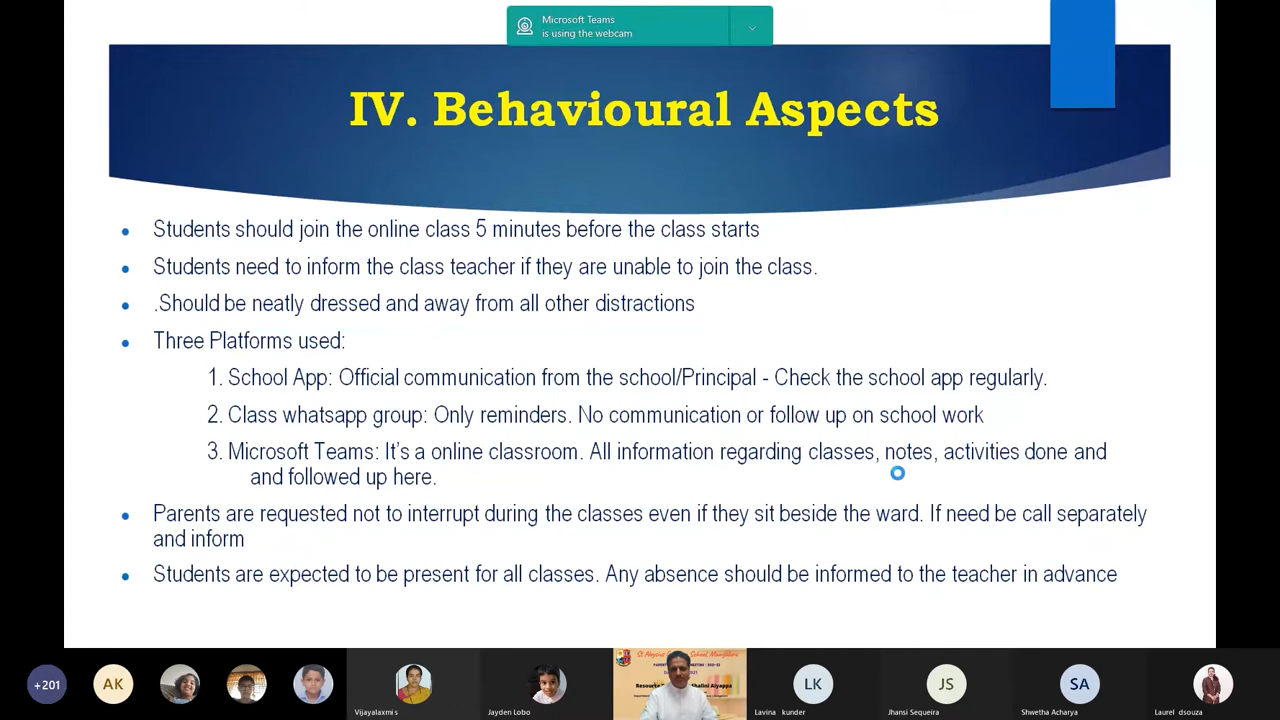 Microsoft Teams
is using the webcam
IV. Behavioural Aspects
Students should join the online class 5 minutes before the class starts
Students need to inform the class teacher if they are unable to join the class.
.Should be neatly dressed and away from all other distractions
Three Platforms used:
1. School App: Official communication from the school/Principal - Check the school app regularly.
2. Class whatsapp group: Only reminders. No communication or follow up on school work
3. Microsoft Teams: It's a online classroom. All information regarding classes, notes, activities done and
and followed up here.
Parents are requested not to interrupt during the classes even if they sit beside the ward. If need be call separately
and inform
Students are expected to be present for all classes. Any absence should be informed to the teacher in advance
+201
AK
Vijayalaxmi s
Jayden Lobo
St. Aloysius School,
LK
Lavina kunder
JS
Jhansi Sequeira
SA
Shwetha Acharya
Laurel dsouza